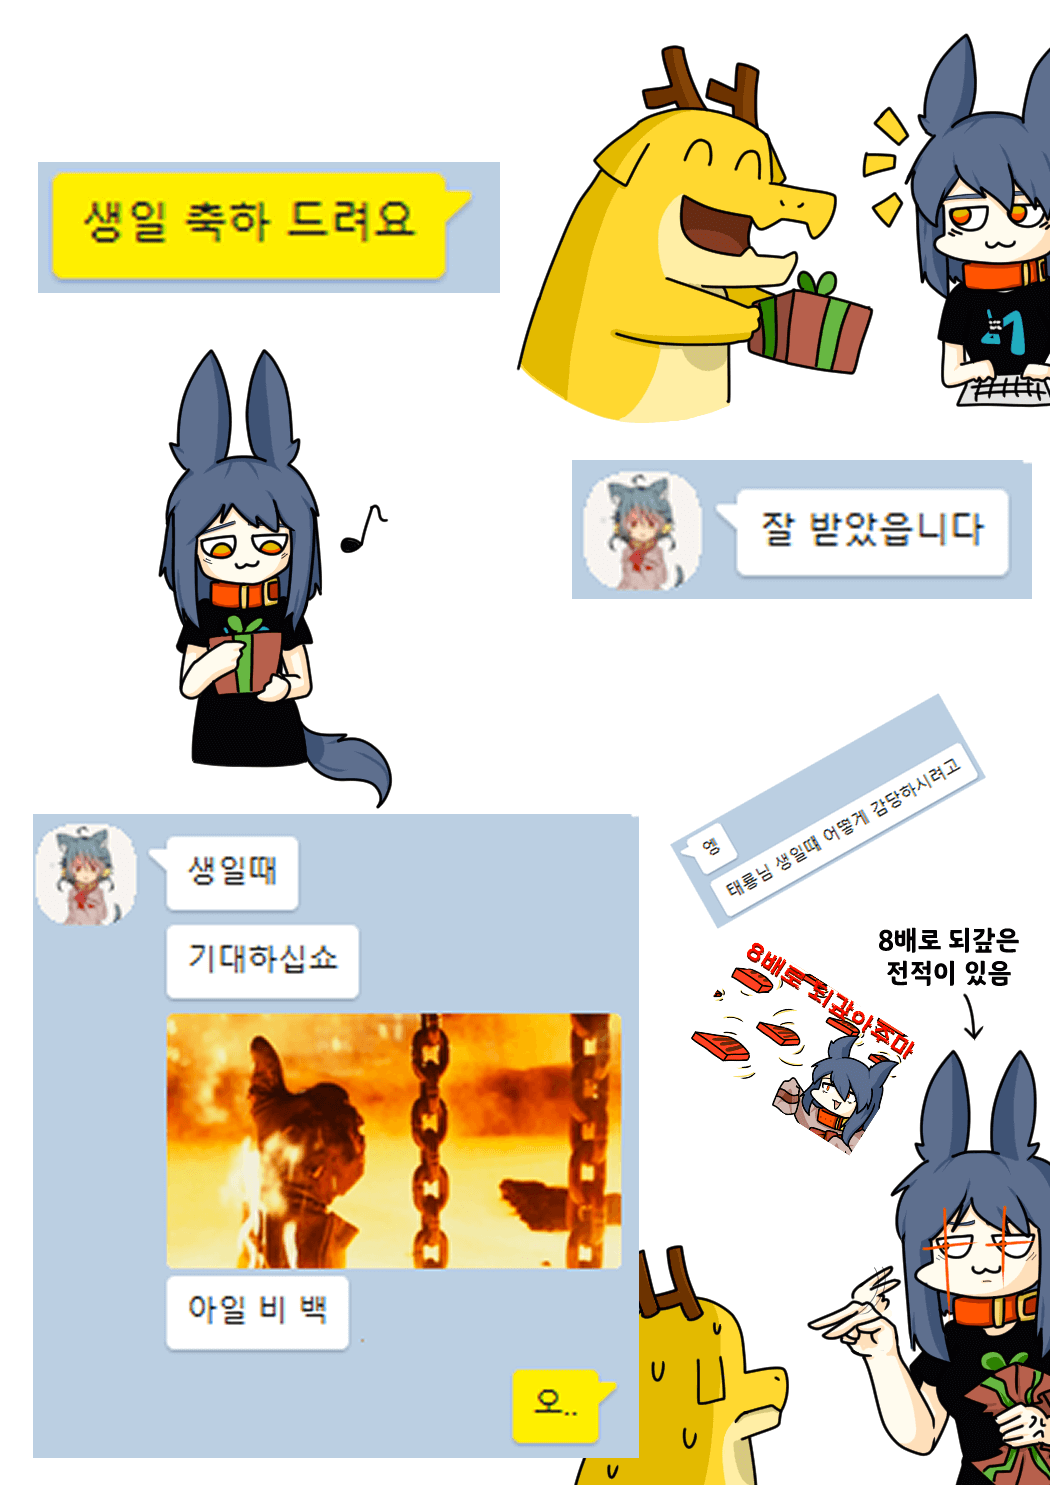 생일 축하 드려요
잘 받았읍니다
엥
태룡님 생일때 어떻게 감당하시려고
8배로 되갚은
전적이 있음
8배로 되갚아주마
생일때
기대하십쇼
아일 비 백
오..